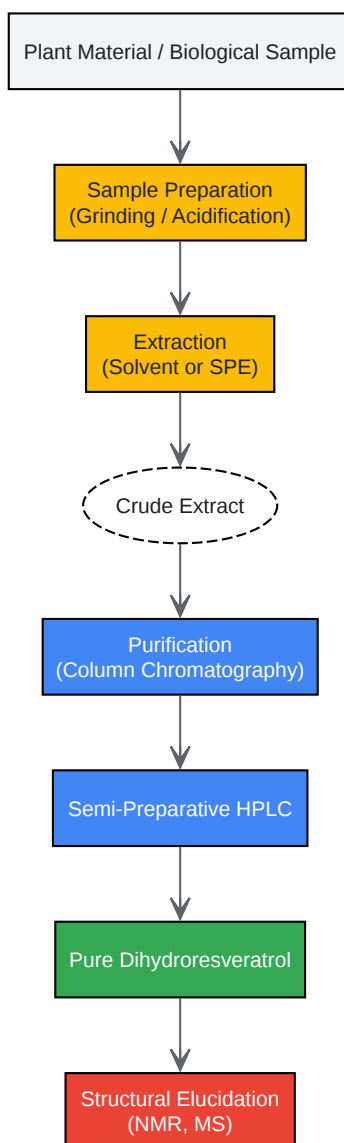 Plant Material / Biological Sample
Sample Preparation
(Grinding / Acidification)
Extraction
(Solvent or SPE)
Crude Extract
Purification
(Column Chromatography)
Semi-Preparative HPLC
Pure Dihydroresveratrol
Structural Elucidation
(NMR, MS)